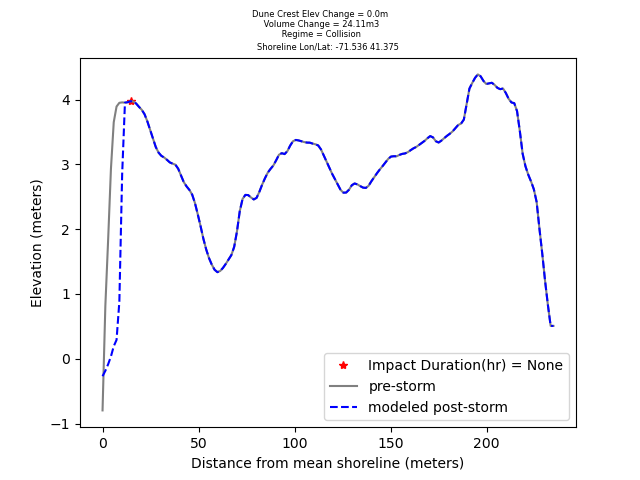 Dune Crest Elev Change = 0.0m
Volume Change = 24.11m
Regime = Collision
Shoreline Lon/Lat: -71.536 41.375
Elevation (meters)
4
3
2
1
0
−1
Impact Duration(hr) = None
pre-storm
modeled post-storm
0 50 100 150 200
Distance from mean shoreline (meters)